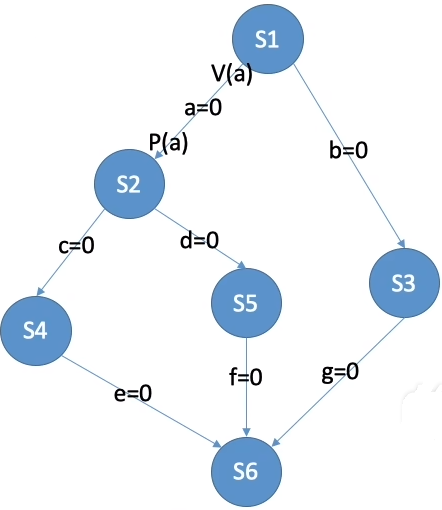 S1
V(a)
a=0
P(a)
b=0
S2
c=0
d=0
S3
S5
S4
e=0
f=0
g=0
S6